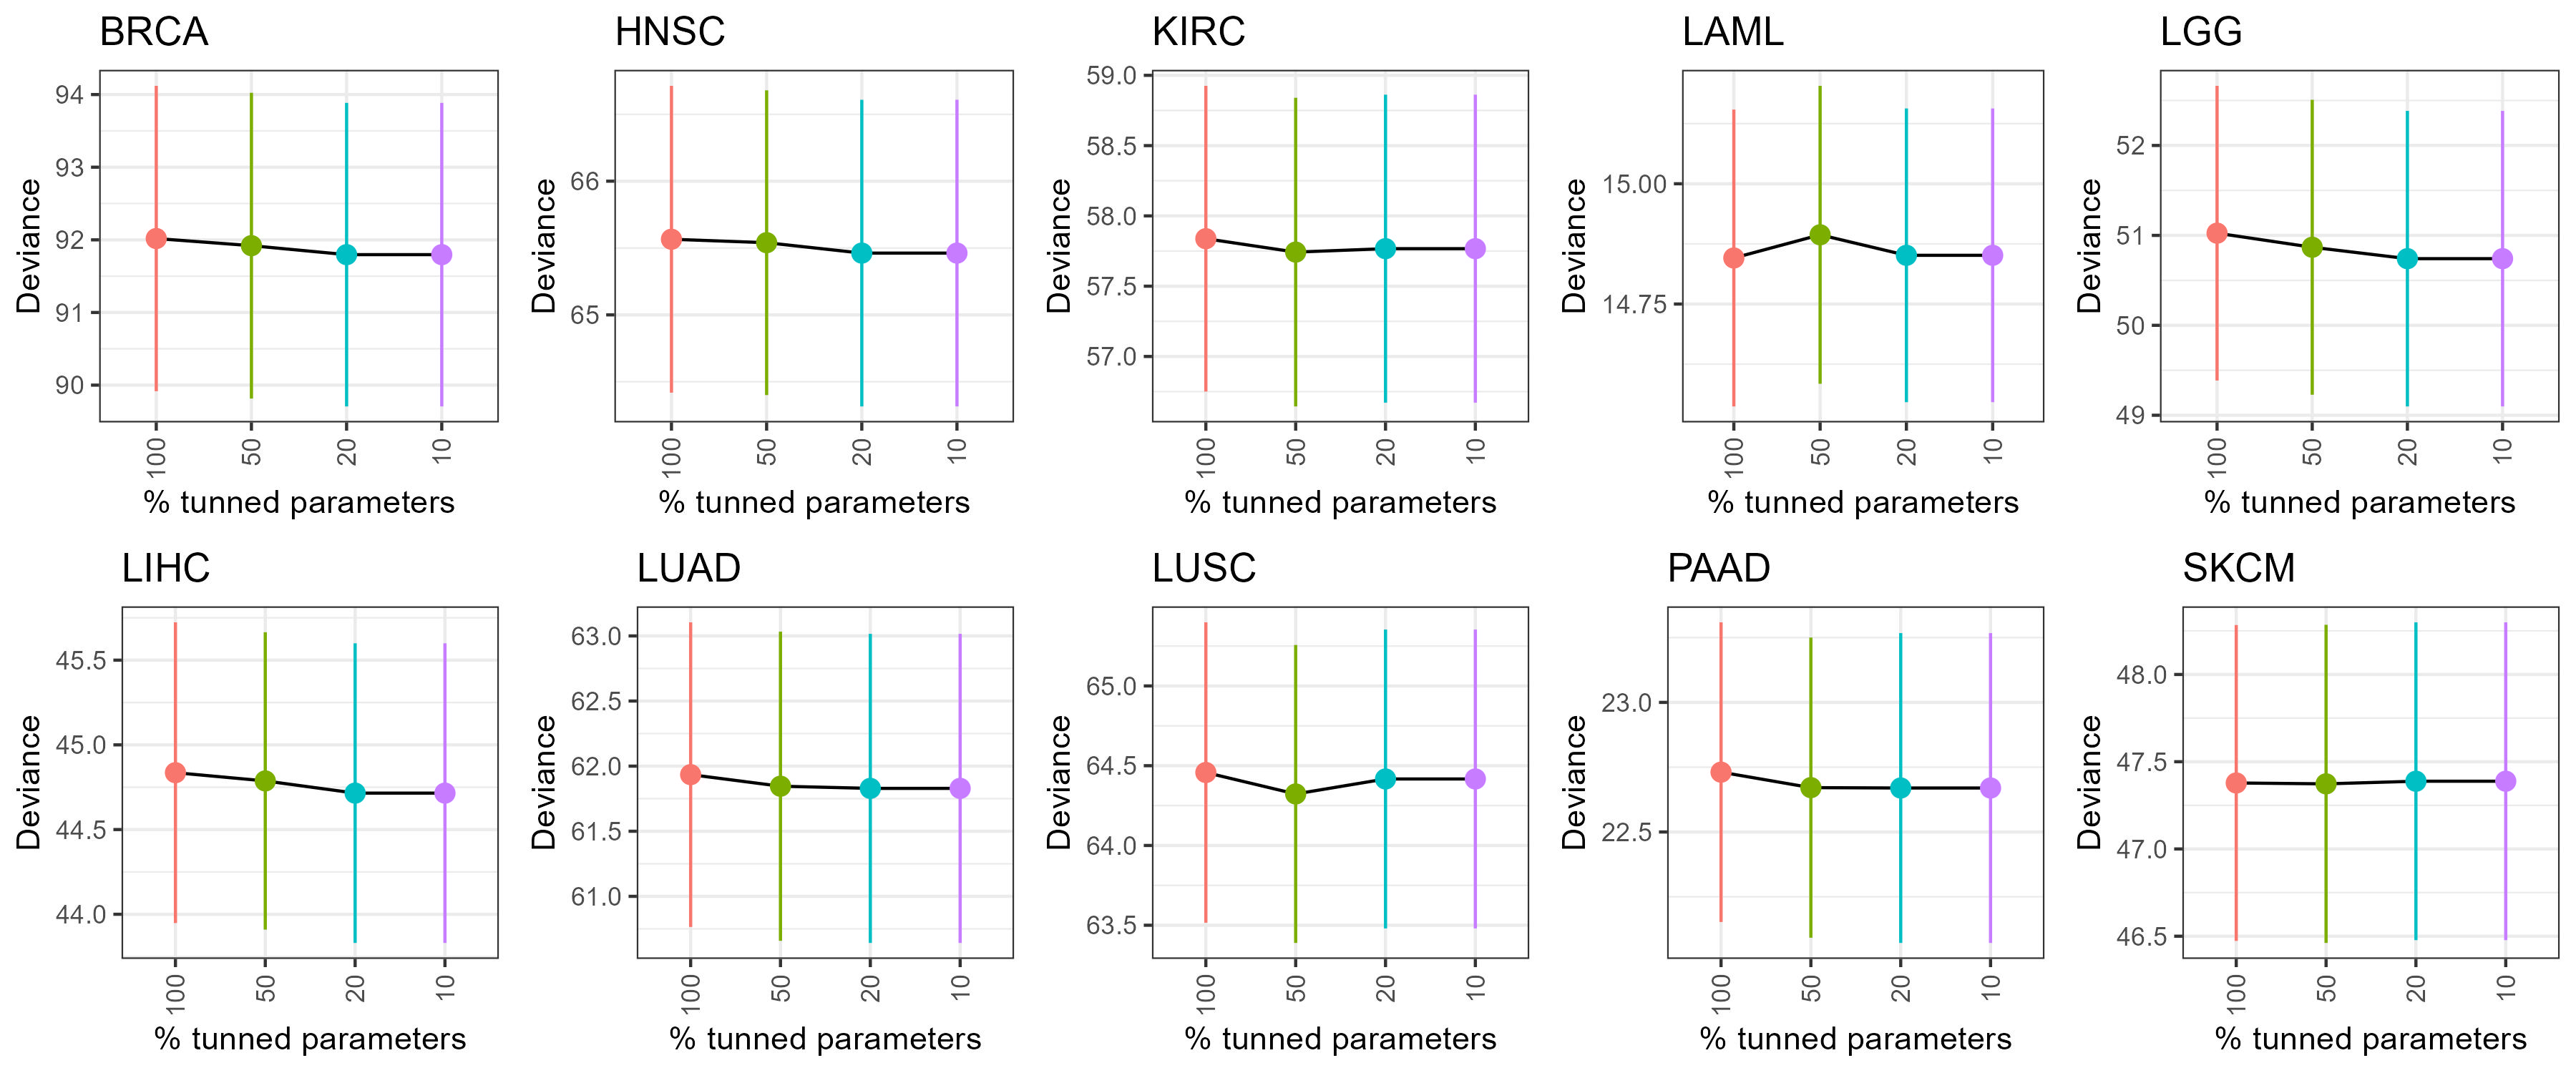 BRCA
94
93
92
91
90
Deviance
100
50
20
10
% tunned parameters
HNSC
66
65
Deviance
100
50
20
10
% tunned parameters
KIRC
59.0
58.5
58.0
57.5
57.0
Deviance
100
50
20
10
% tunned parameters
LAML
15.00
14.75
Deviance
100
50
20
10
% tunned parameters
LGG
52
51
50
49
Deviance
100
50
20
10
% tunned parameters
LIHC
45.5
45.0
44.5
44.0
Deviance
100
50
20
10
% tunned parameters
LUAD
63.0
62.5
62.0
61.5
61.0
Deviance
100
50
20
10
% tunned parameters
LUSC
65.0
64.5
64.0
63.5
Deviance
100
50
20
10
% tunned parameters
PAAD
23.0
22.5
Deviance
100
50
20
10
% tunned parameters
SKCM
48.0
47.5
47.0
46.5
Deviance
100
50
20
10
% tunned parameters